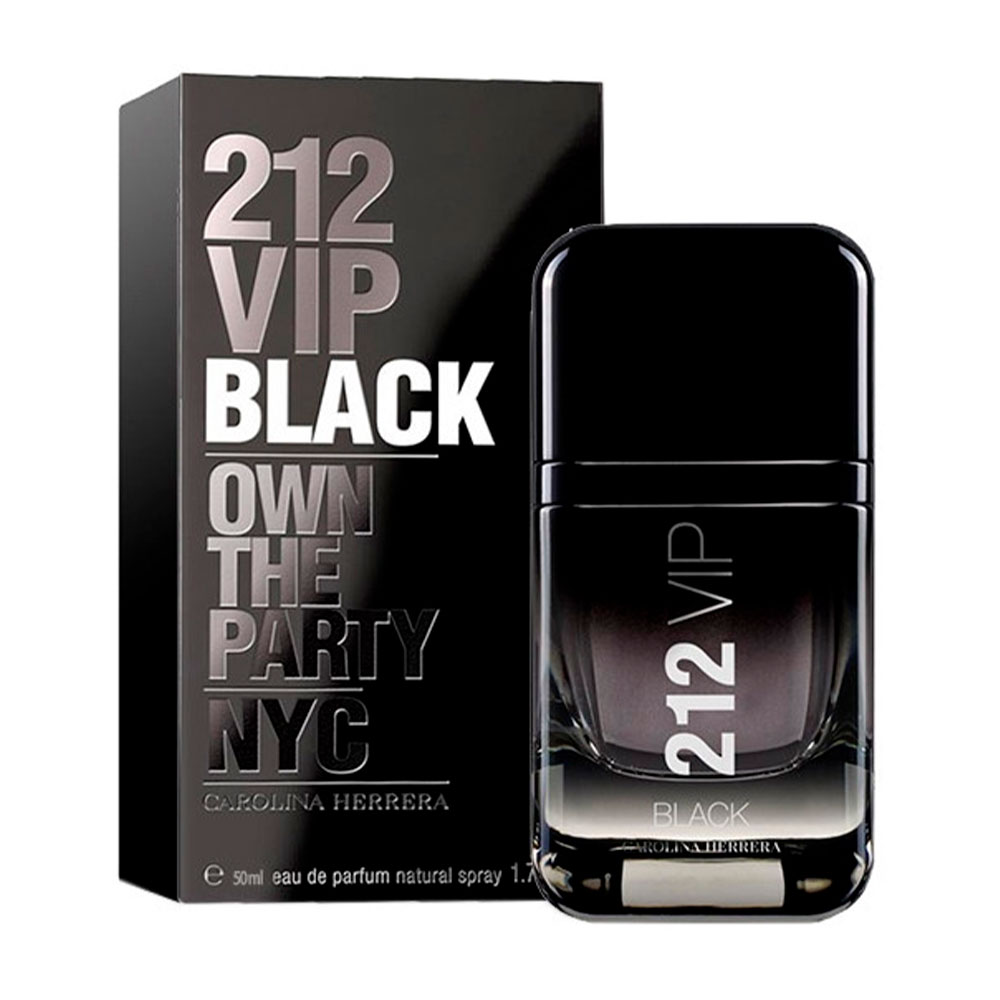 212
VIP
BLACK
OWN
THE
PARTY
NYC
CAROLINA HERRERA
e 50ml eau de parfum natural spray 1.7
212 VIP
BLACK
CAROLINA HERRERA